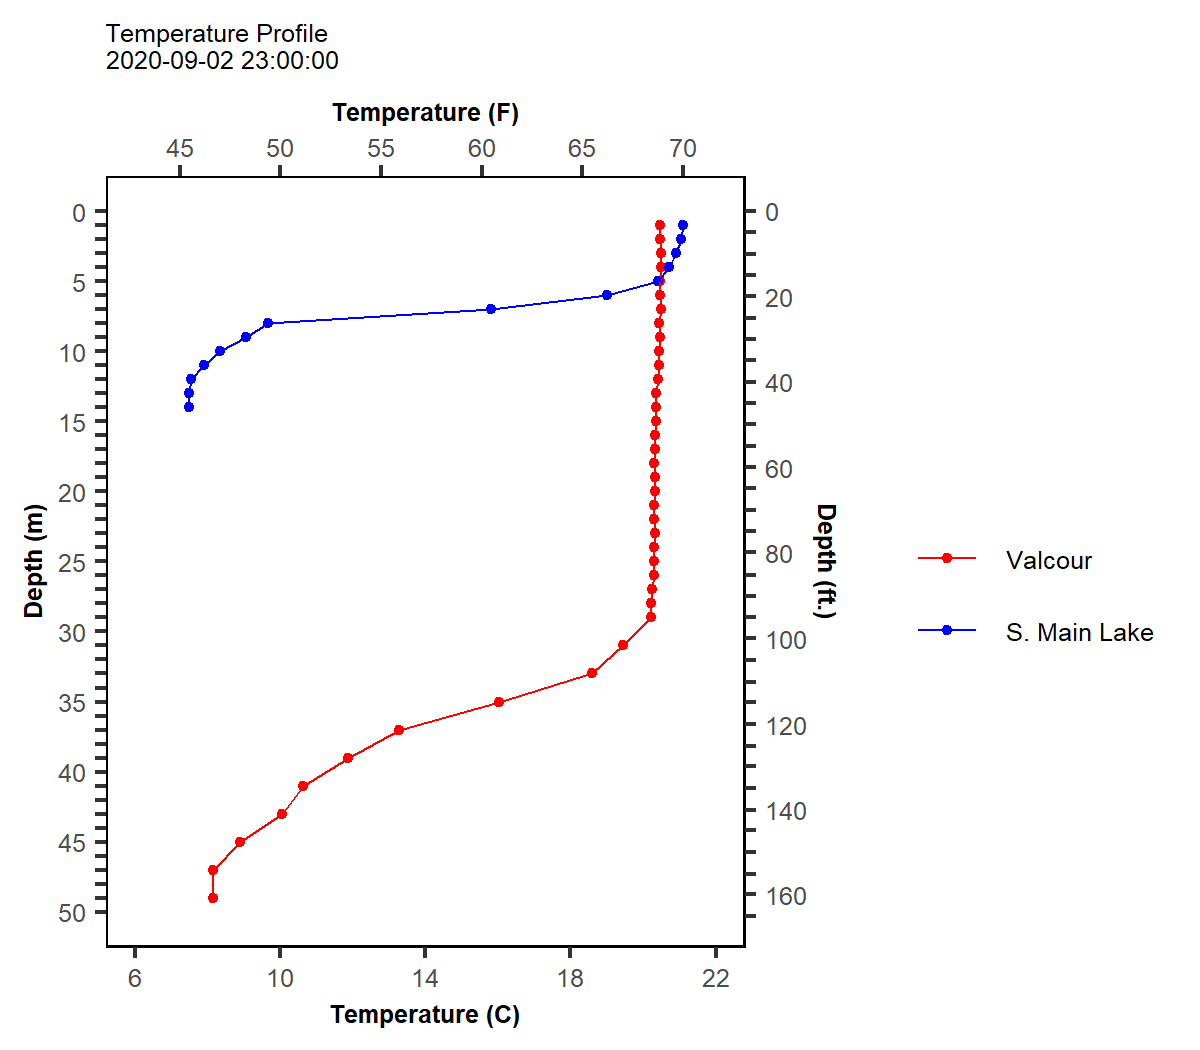 Temperature Profile
2020-09-02 23:00:00
Temperature (F)
45 50 55 60 65 70
0
5
10
15
20
25
30
35
40
45
50
Depth (m)
0
20
40
60
80
100
120
140
160
Depth (ft.)
Valcour
S. Main Lake
6 10 14 18 22
Temperature (C)